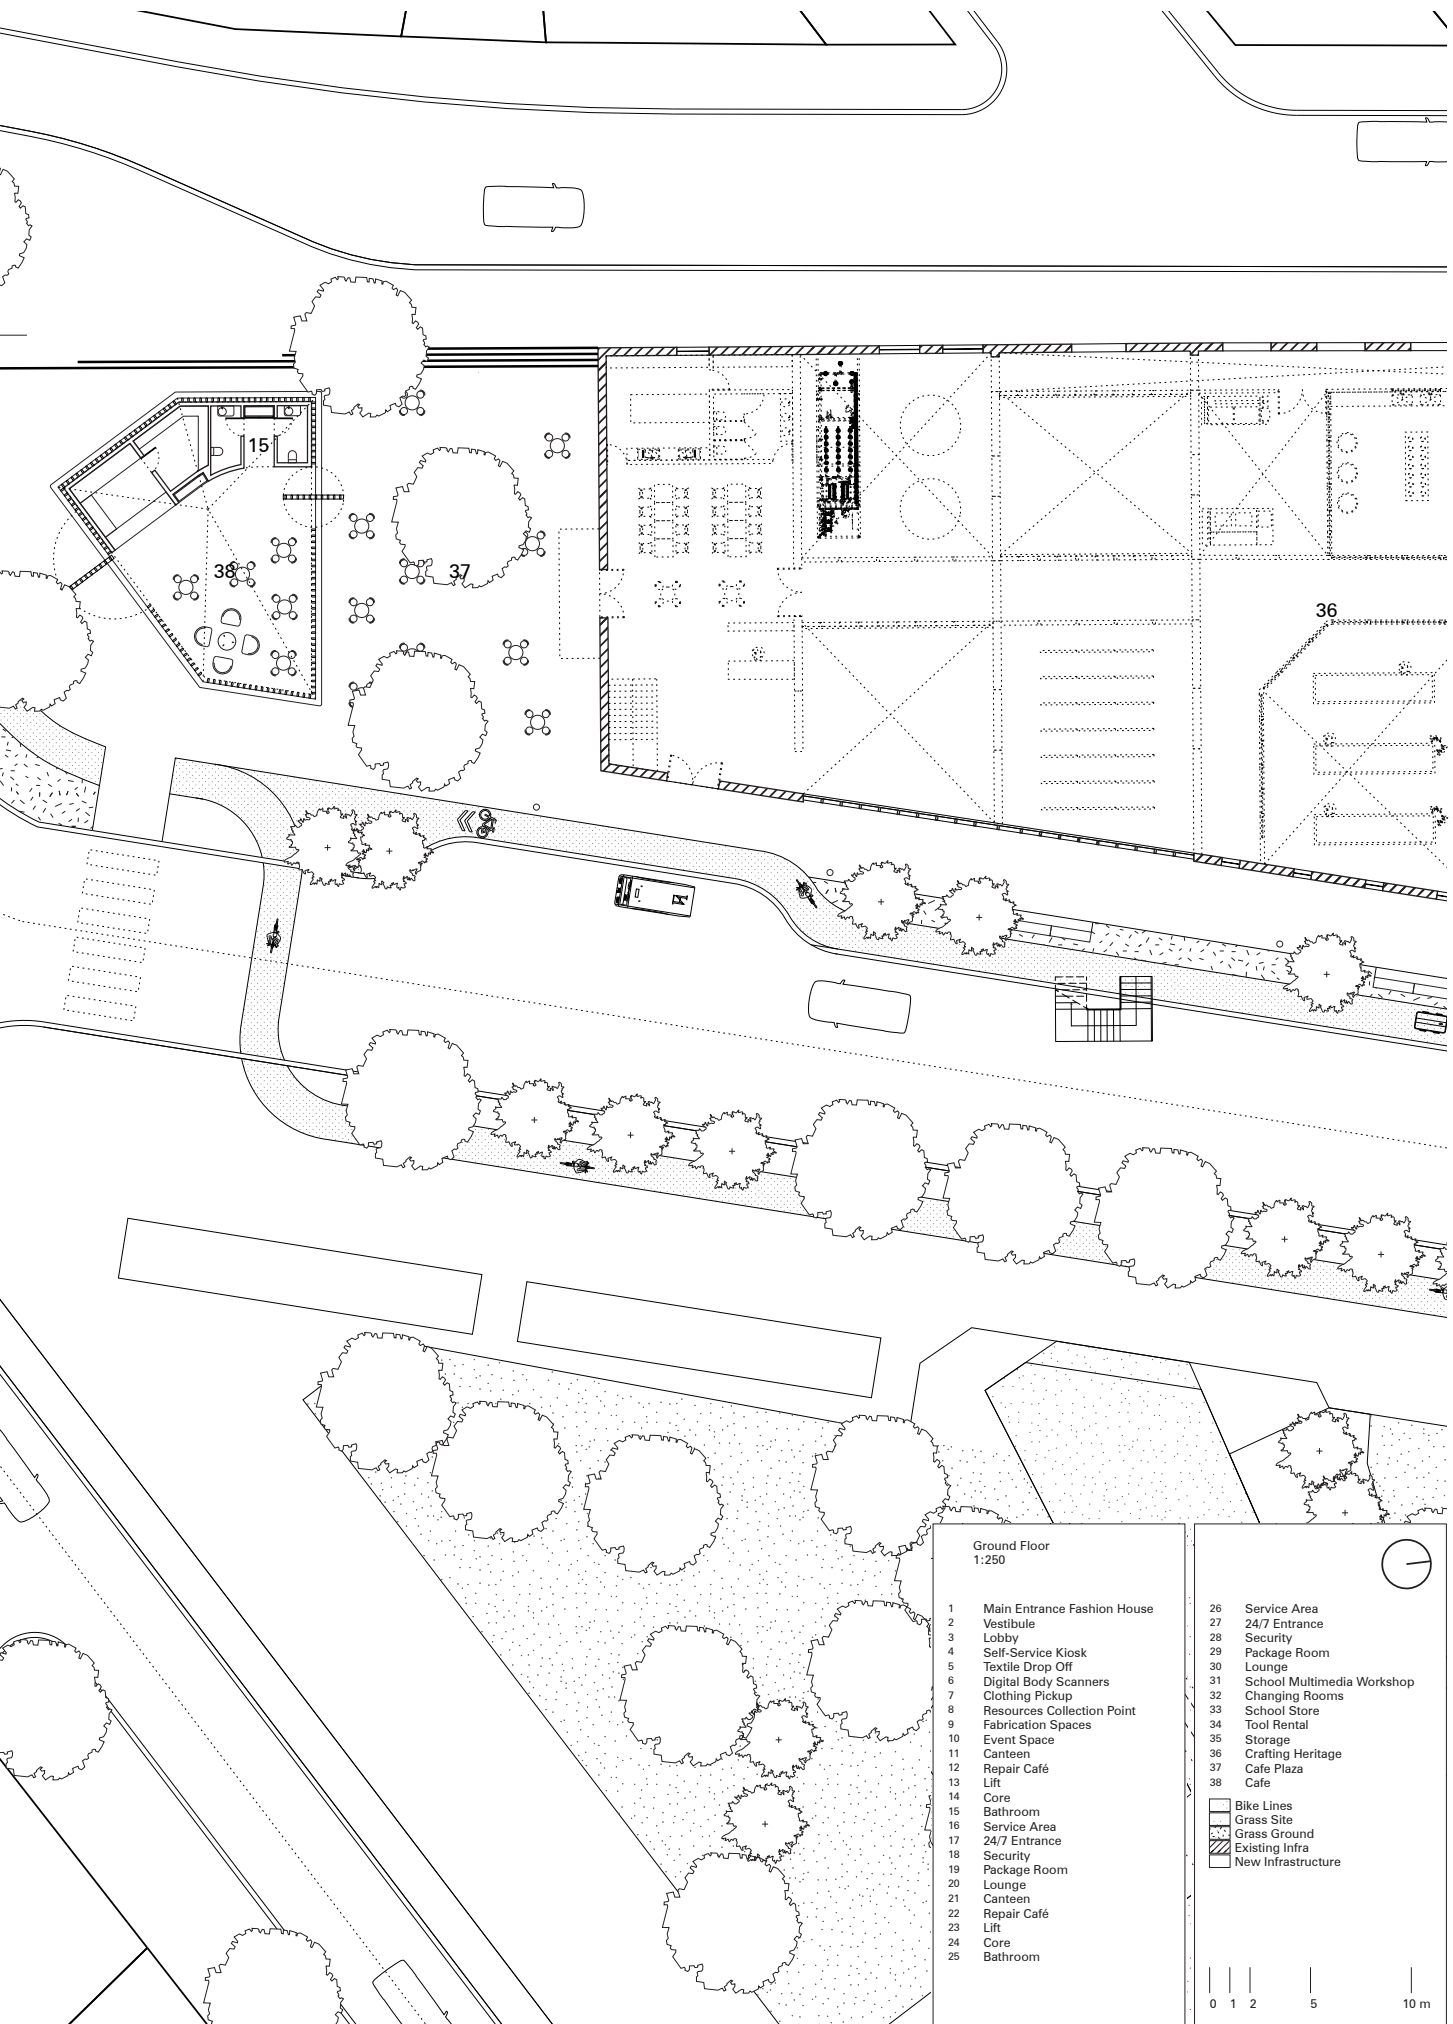 15
38
37
36
Ground Floor
1:250
1 Main Entrance Fashion House
2 Vestibule
3 Lobby
4 Self-Service Kiosk
5 Textile Drop Off
6 Digital Body Scanners
7 Clothing Pickup
8 Resources Collection Point
9 Fabrication Spaces
10 Event Space
11 Canteen
12 Repair Café
13 Lift
14 Core
15 Bathroom
16 Service Area
17 24/7 Entrance
18 Security
19 Package Room
20 Lounge
21 Canteen
22 Repair Café
23 Lift
24 Core
25 Bathroom
26 Service Area
27 24/7 Entrance
28 Security
29 Package Room
30 Lounge
31 School Multimedia Workshop
32 Changing Rooms
33 School Store
34 Tool Rental
35 Storage
36 Crafting Heritage
37 Cafe Plaza
38 Cafe
Bike Lines
Grass Site
Grass Ground
Existing Infra
New Infrastructure
0 1 2 5 10 m